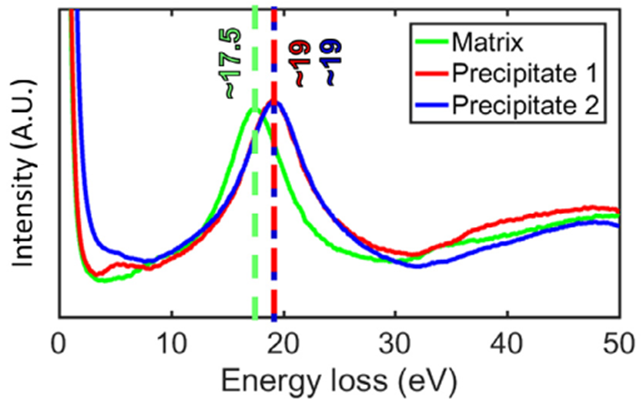 ~17.5
~19
~19
Matrix
Precipitate 1
Precipitate 2
Intensity (A.U.)
0 10 20 30 40 50
Energy loss (eV)